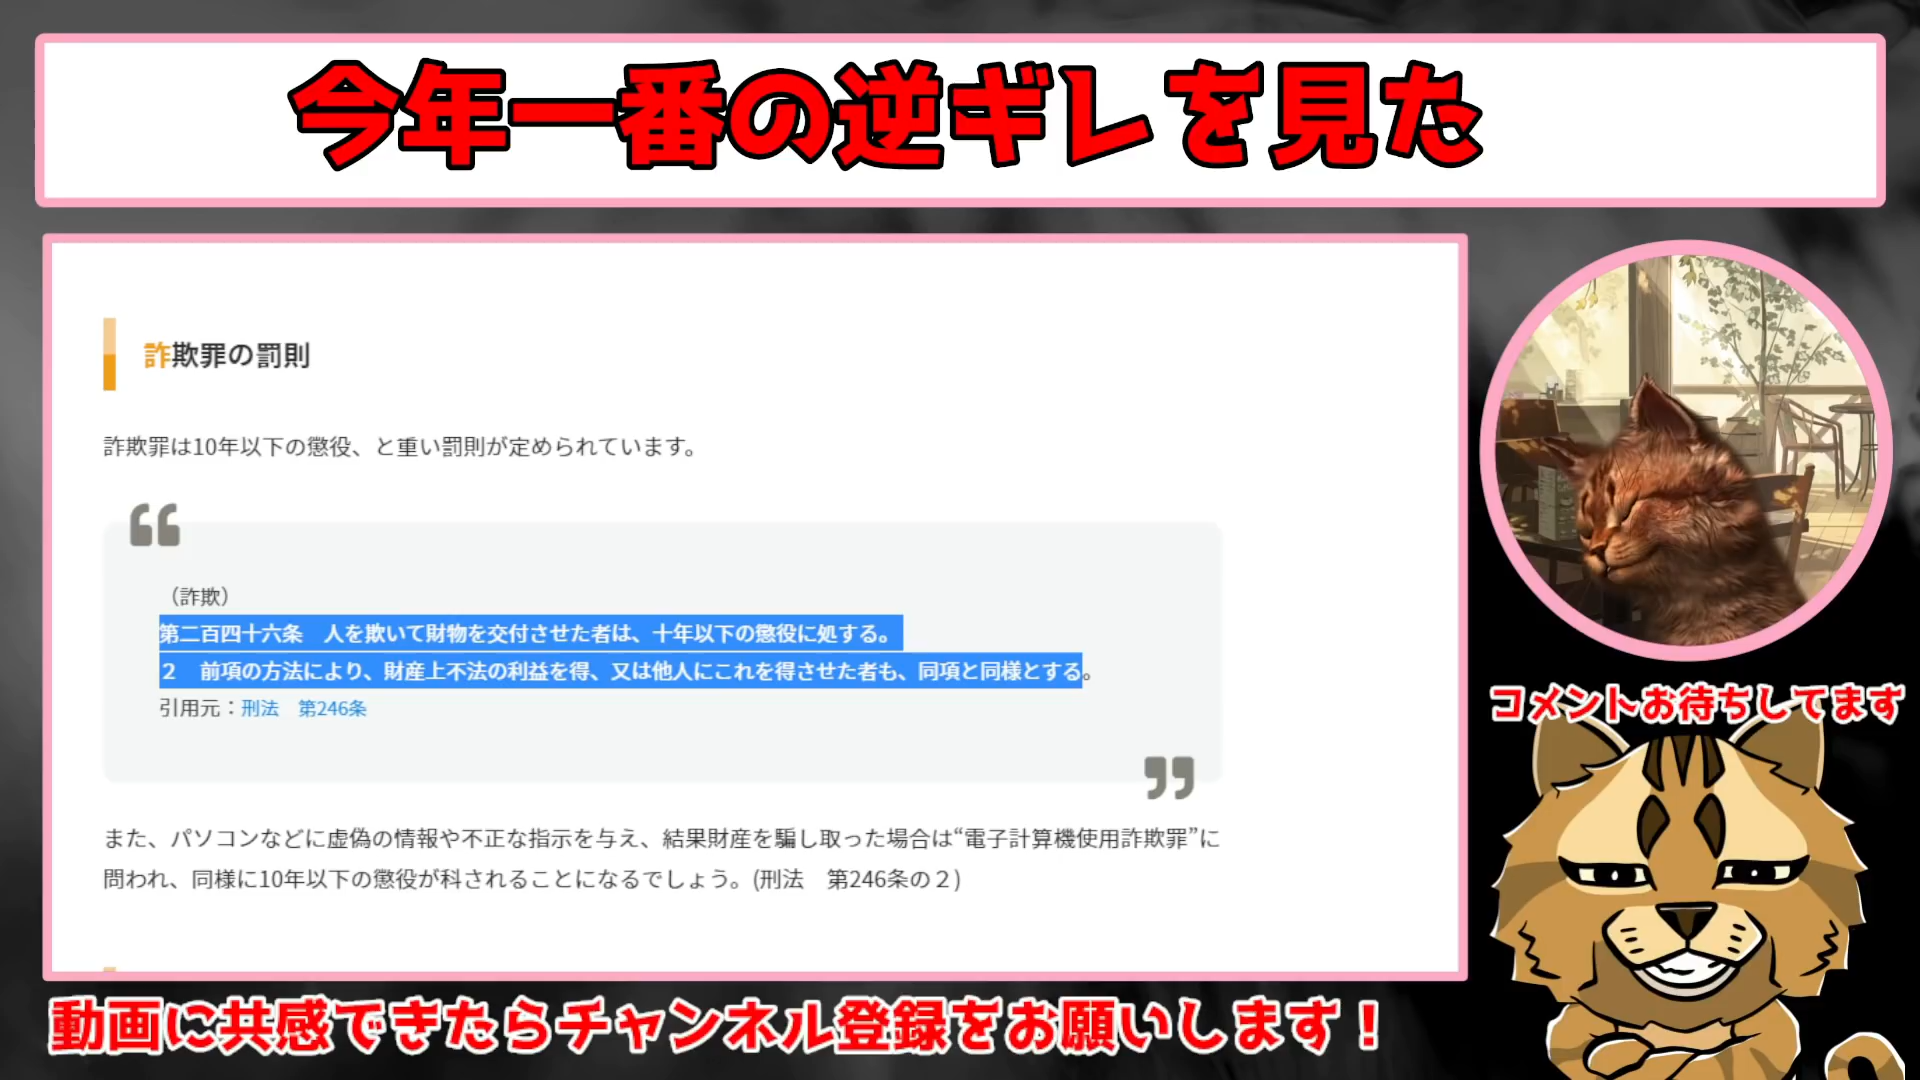 今年一番の逆ギレを見た
詐欺罪の罰則
詐欺罪は10年以下の懲役、と重い罰則が定められています。
（詐欺）
第二百四十六条　人を欺いて財物を交付させた者は、十年以下の懲役に処する。
２　前項の方法により、財産上不法の利益を得、又は他人にこれを得させた者も、同項と同様とする。
引用元：刑法　第246条
また、パソコンなどに虚偽の情報や不正な指示を与え、結果財産を騙し取った場合は“電子計算機使用詐欺罪”に
問われ、同様に10年以下の懲役が科されることになるでしょう。(刑法　第246条の２)
コメントお待ちしてます
動画に共感できたらチャンネル登録をお願いします！